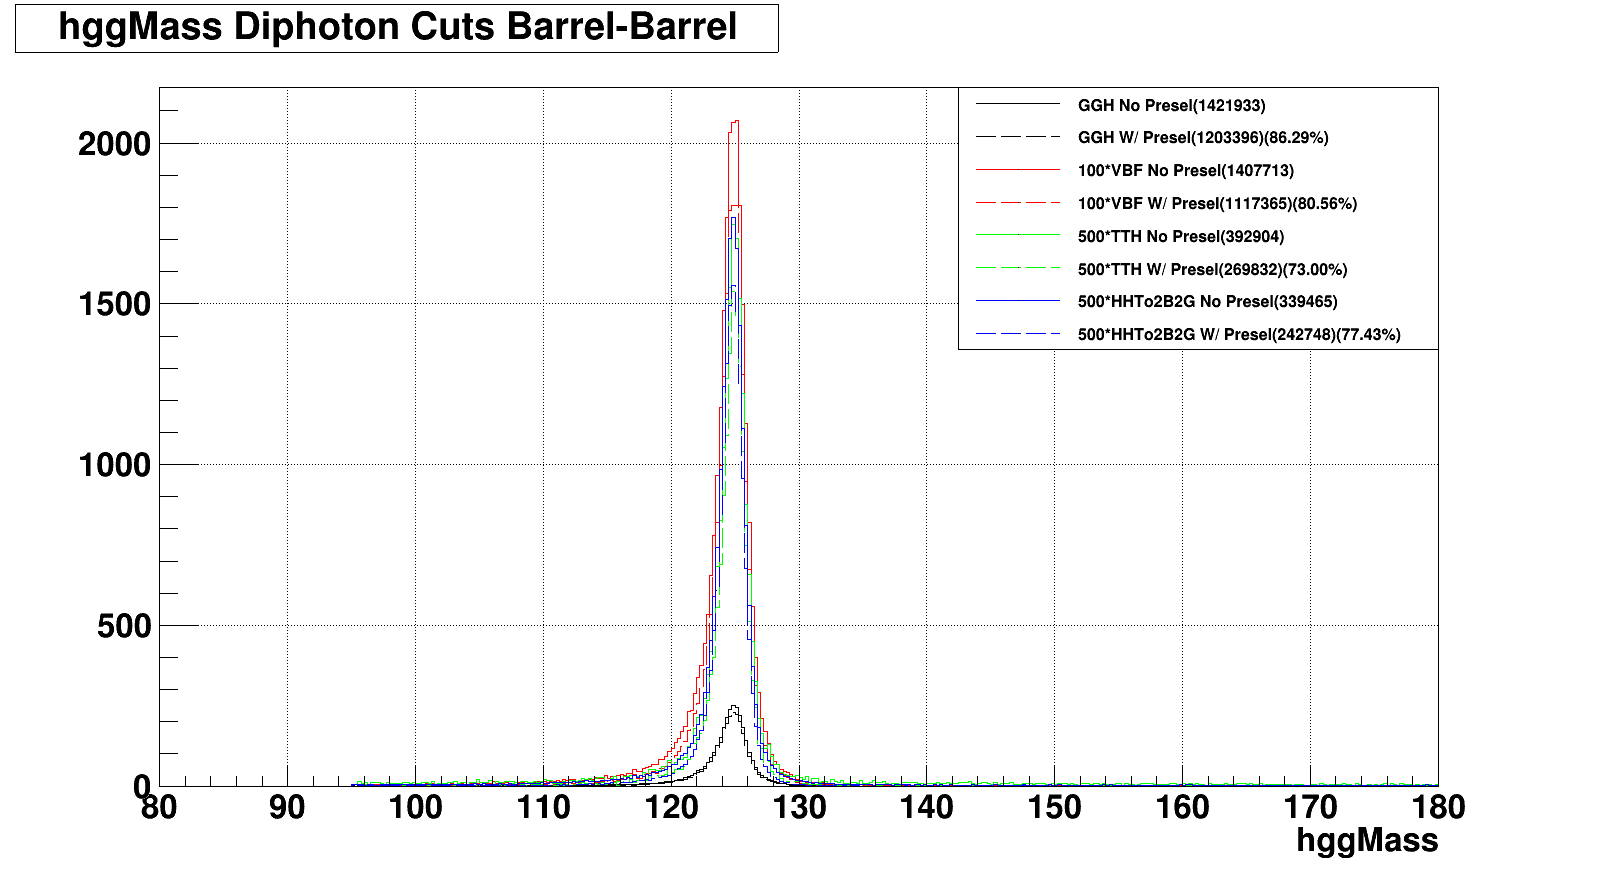 hggMass Diphoton Cuts Barrel-Barrel
GGH No Presel(1421933)
GGH W/ Presel(1203396)(86.29%)
100*VBF No Presel(1407713)
100*VBF W/ Presel(1117365)(80.56%)
500*TTH No Presel(392904)
500*TTH W/ Presel(269832)(73.00%)
500*HHTo2B2G No Presel(339465)
500*HHTo2B2G W/ Presel(242748)(77.43%)
2000
1500
1000
500
0
80 90 100 110 120 130 140 150 160 170 180
hggMass